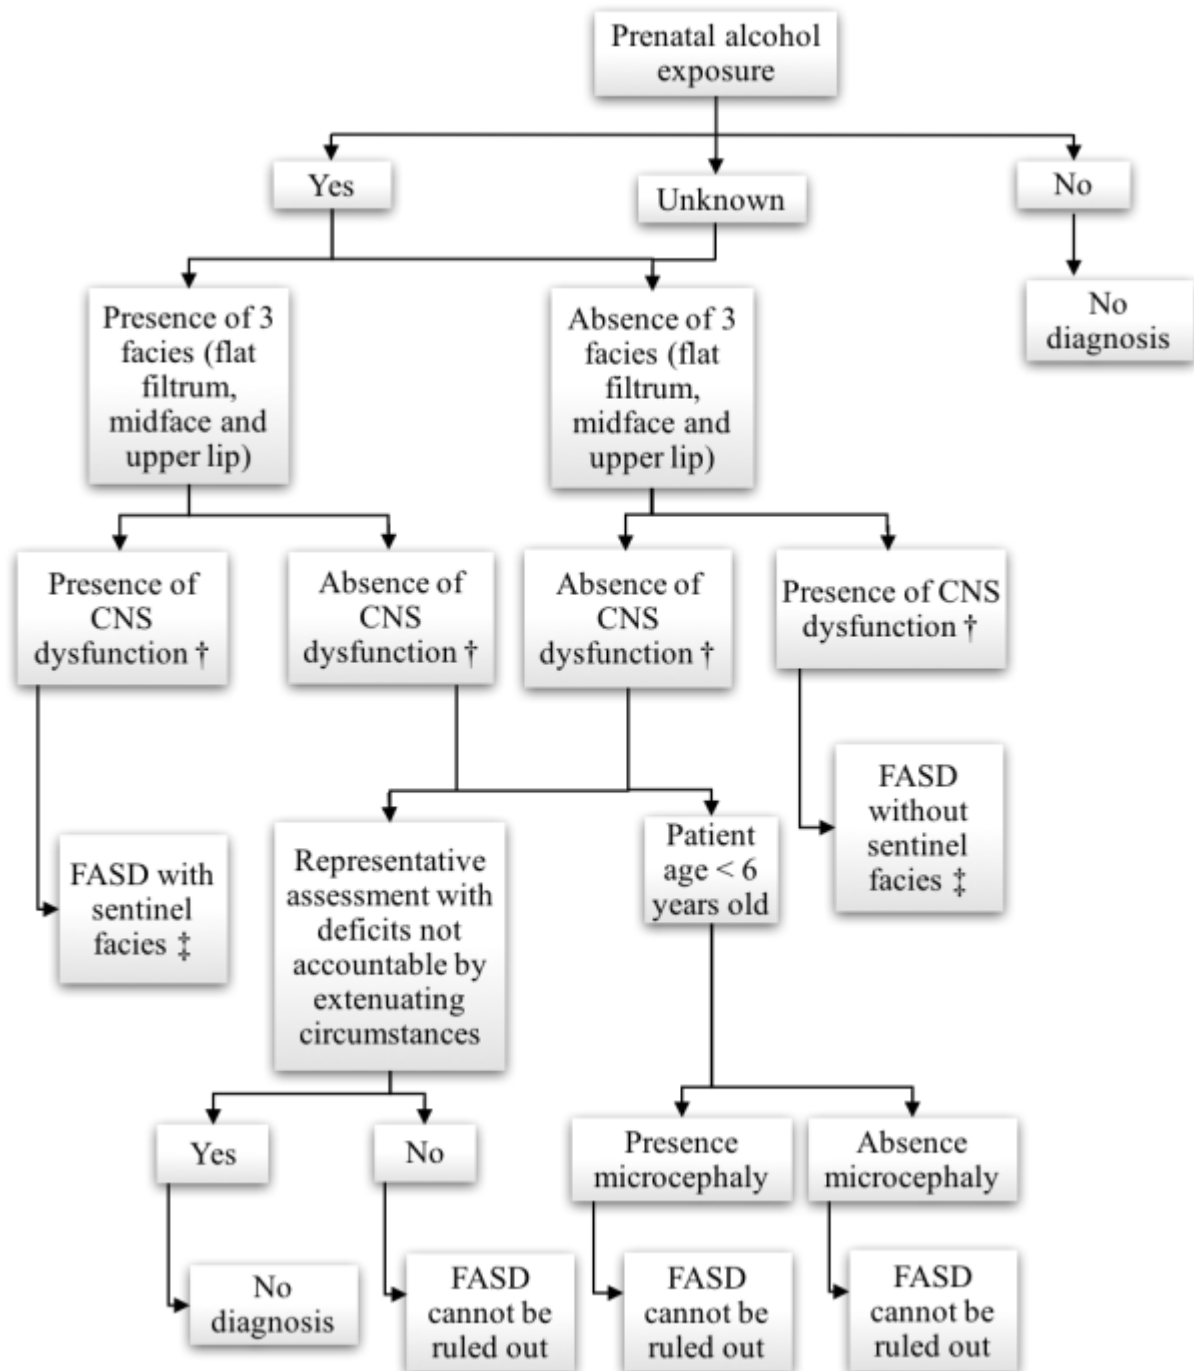 Prenatal alcohol
exposure
Yes
Unknown
No
No
diagnosis
Presence of 3
facies (flat
filtrum,
midface and
upper lip)
Absence of 3
facies (flat
filtrum,
midface and
upper lip)
Presence of
CNS
dysfunction †
Absence of
CNS
dysfunction †
Absence of
CNS
dysfunction †
Presence of CNS
dysfunction †
FASD with
sentinel
facies ‡
Representative
assessment with
deficits not
accountable by
extenuating
circumstances
Patient
age < 6
years old
FASD
without
sentinel
facies ‡
Yes
No
Presence
microcephaly
Absence
microcephaly
No
diagnosis
FASD
cannot be
ruled out
FASD
cannot be
ruled out
FASD
cannot be
ruled out